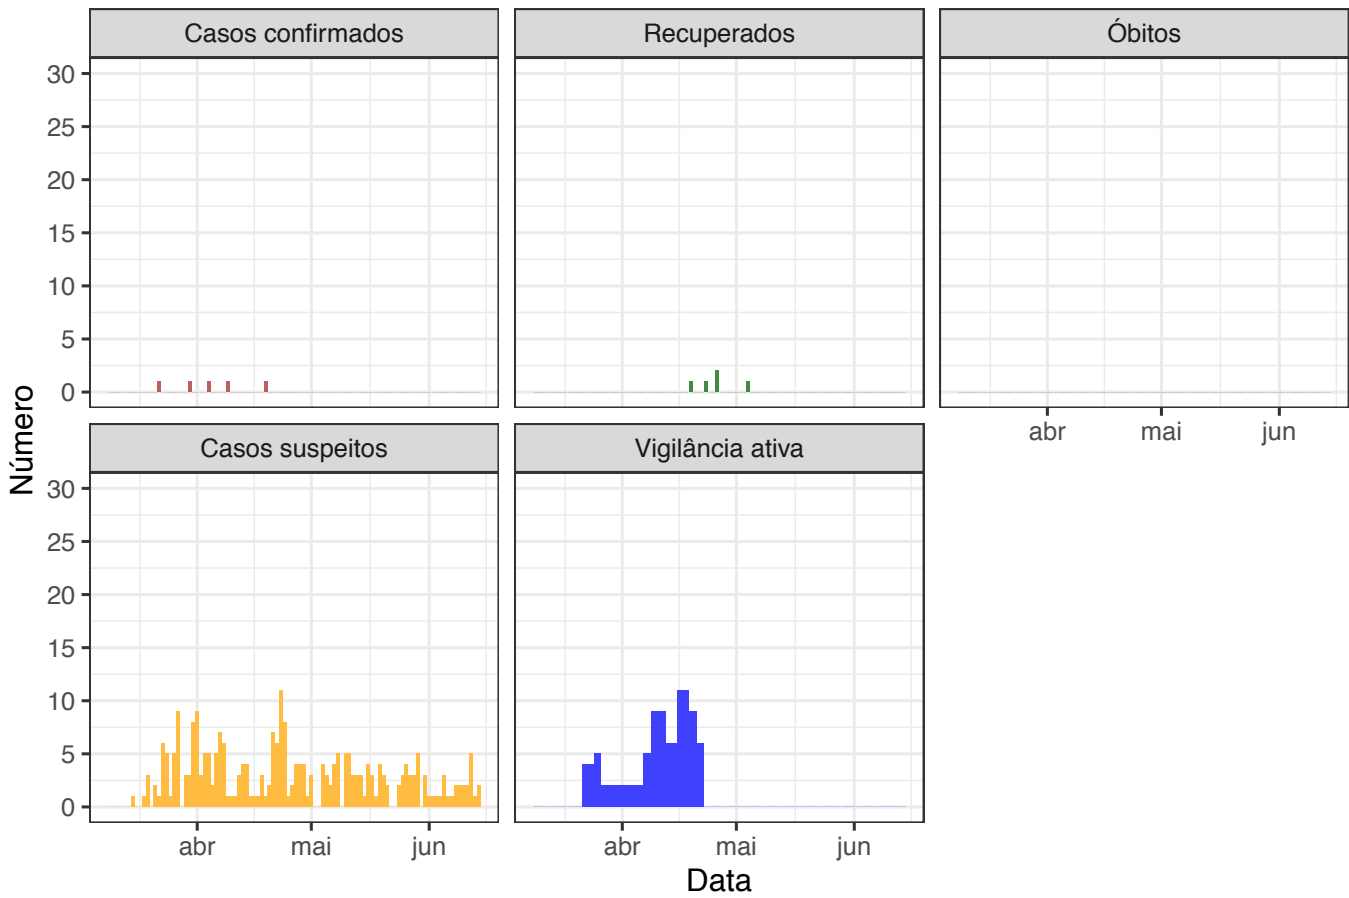 Casos confirmados
Recuperados
Óbitos
30
25
20
15
10
5
0
abr mai jun
Número
Casos suspeitos
Vigilância ativa
30
25
20
15
10
5
0
abr mai jun
abr mai jun
Data